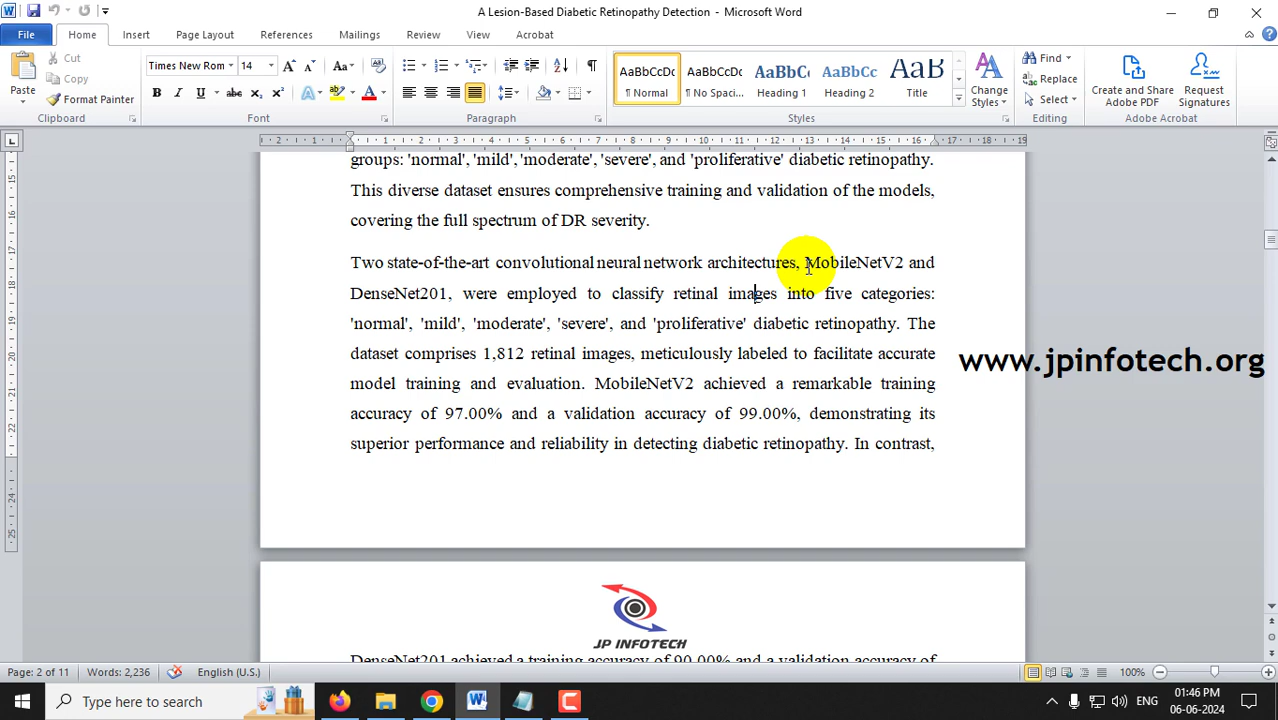 A Lesion-Based Diabetic Retinopathy Detection - Microsoft Word
File Home Insert Page Layout References Mailings Review View Acrobat
Paste
Cut
Copy
Format Painter
Clipboard
Times New Rom 14
Font
Paragraph
AaBbCcDc
¶ Normal
AaBbCcDc
¶ No Spaci...
AaBbCc
Heading 1
AaBbCc
Heading 2
AaB
Title
Change
Styles
Styles
Find
Replace
Select
Editing
Create and Share
Adobe PDF
Request
Signatures
Adobe Acrobat
groups: 'normal', 'mild', 'moderate', 'severe', and 'proliferative' diabetic retinopathy.
This diverse dataset ensures comprehensive training and validation of the models,
covering the full spectrum of DR severity.
Two state-of-the-art convolutional neural network architectures, MobileNetV2 and
DenseNet201, were employed to classify retinal images into five categories:
'normal', 'mild', 'moderate', 'severe', and 'proliferative' diabetic retinopathy. The
dataset comprises 1,812 retinal images, meticulously labeled to facilitate accurate
model training and evaluation. MobileNetV2 achieved a remarkable training
accuracy of 97.00% and a validation accuracy of 99.00%, demonstrating its
superior performance and reliability in detecting diabetic retinopathy. In contrast,
www.jpinfotech.org
JP INFOTECH
DenseNet201 achieved a training accuracy of 90.00% and a validation accuracy of
Page: 2 of 11 Words: 2,236 English (U.S.) 100%
Type here to search
ENG
01:46 PM
06-06-2024